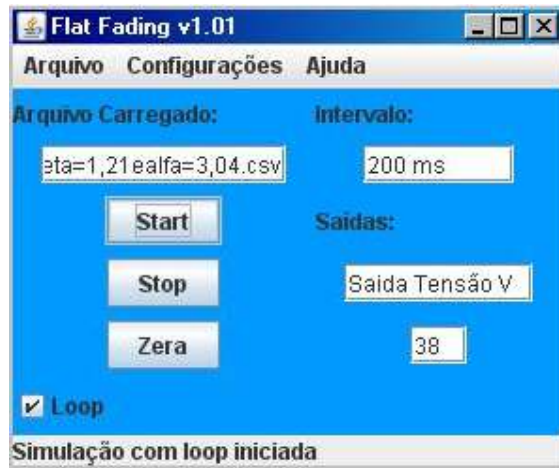 Flat Fading v1.01
Arquivo Configurações Ajuda
Arquivo Carregado: Intervalo:
eta=1,21ealfa=3,04.csv 200 ms
Start Saidas:
Stop Saida Tensão V
Zera 38
Loop
Simulação com loop iniciada